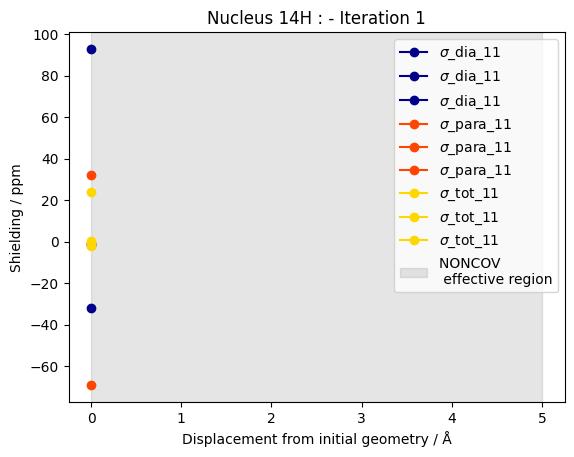 Nucleus 14H : - Iteration 1
Shielding / ppm
100
80
60
40
20
0
−20
−40
−60
0 1 2 3 4 5
Displacement from initial geometry / Å
σ_dia_11
σ_dia_11
σ_dia_11
σ_para_11
σ_para_11
σ_para_11
σ_tot_11
σ_tot_11
σ_tot_11
NONCOV
effective region